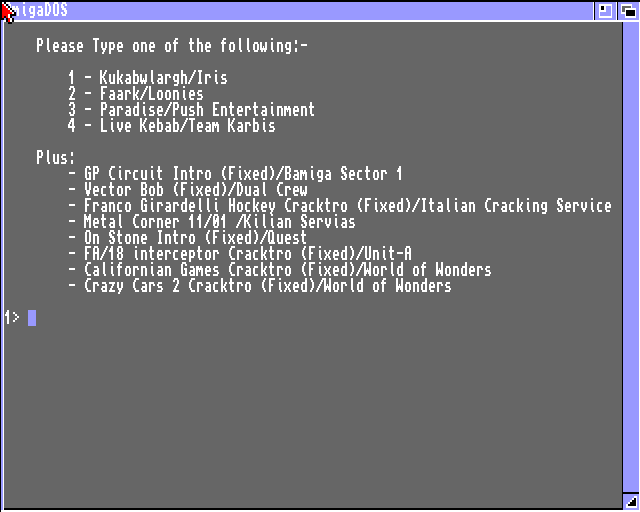 AmigaDOS
Please Type one of the following:-
1 - Kukabwlargh/Iris
2 - Faark/Loonies
3 - Paradise/Push Entertainment
4 - Live Kebab/Team Karbis
Plus:
- GP Circuit Intro (Fixed)/Bamiga Sector 1
- Vector Bob (Fixed)/Dual Crew
- Franco Girardelli Hockey Cracktro (Fixed)/Italian Cracking Service
- Metal Corner 11/01 /Kilian Servias
- On Stone Intro (Fixed)/Quest
- FA/18 interceptor Cracktro (Fixed)/Unit-A
- Californian Games Cracktro (Fixed)/World of Wonders
- Crazy Cars 2 Cracktro (Fixed)/World of Wonders
1>